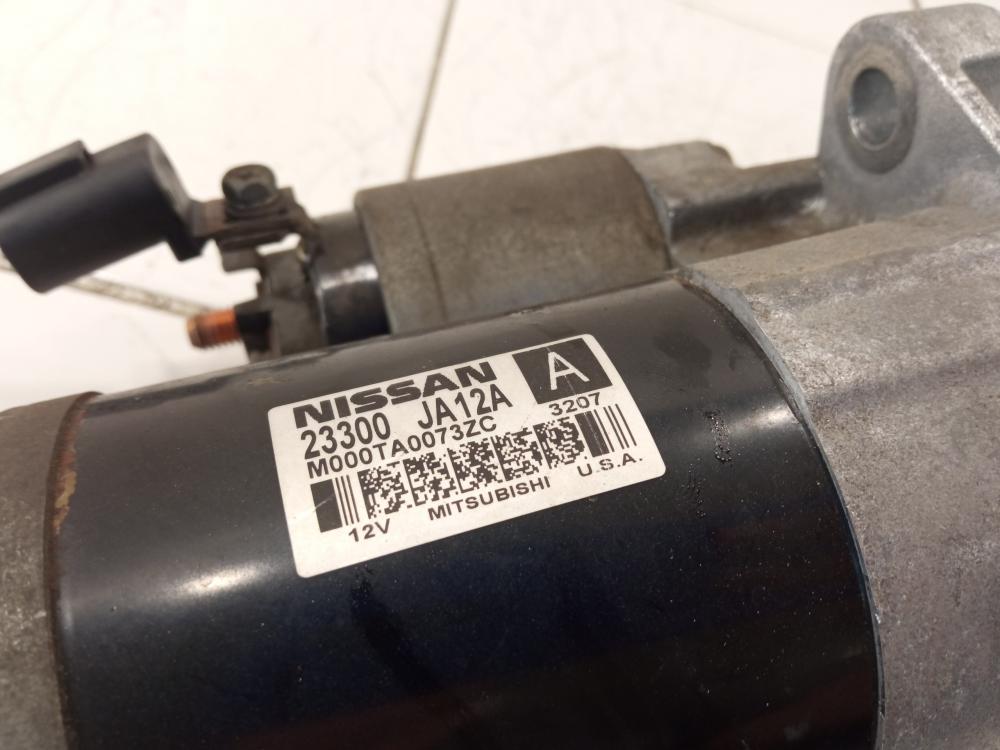 NISSAN A
23300 JA12A 3207
M000TA0073ZC
12V MITSUBISHI U.S.A.